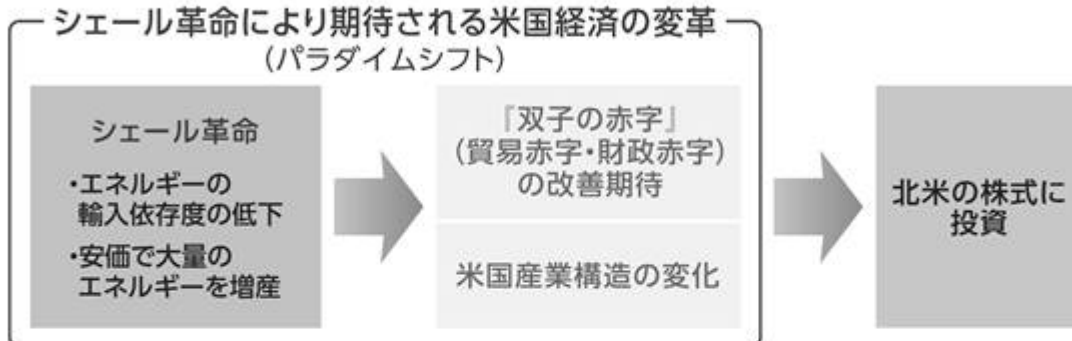 シェール革命により期待される米国経済の変革
(パラダイムシフト)
シェール革命
・エネルギーの
輸入依存度の低下
・安価で大量の
エネルギーを増産
『双子の赤字』
(貿易赤字・財政赤字)
の改善期待
米国産業構造の変化
北米の株式に
投資